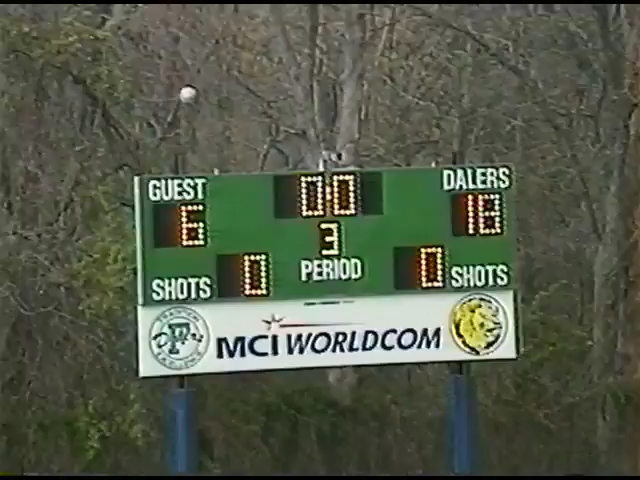 GUEST 00 DALERS
6 3 18
SHOTS 0 PERIOD 0 SHOTS
MCI WORLDCOM